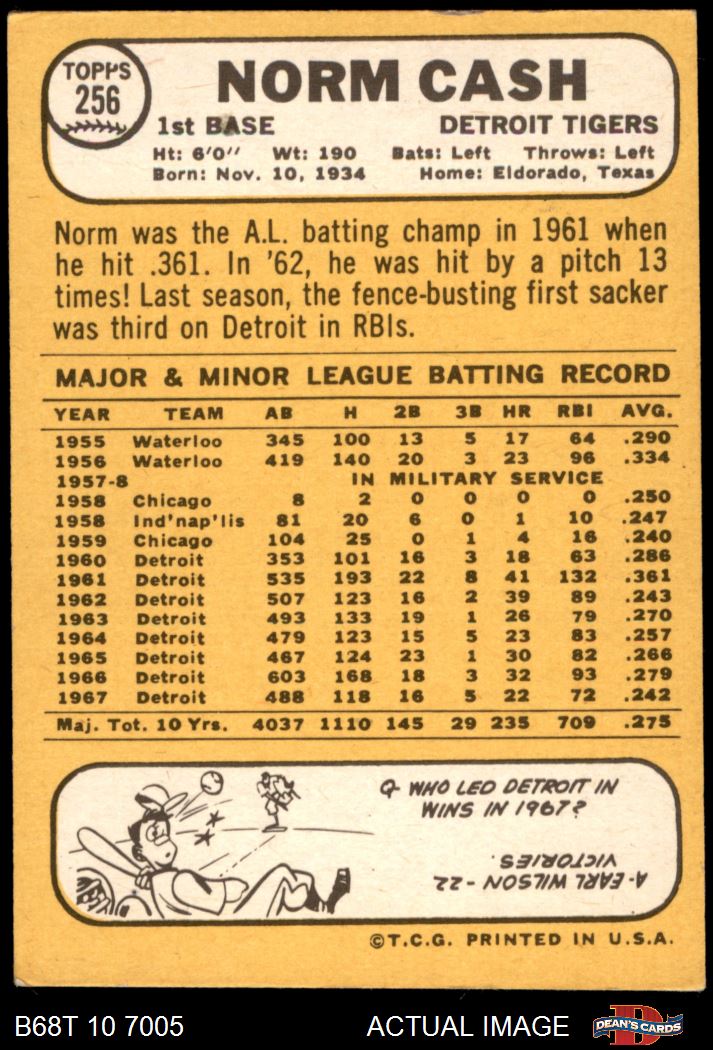 TOPPS
256
NORM CASH
1st BASE DETROIT TIGERS
Ht: 6'0" Wt: 190 Bats: Left Throws: Left
Born: Nov. 10, 1934 Home: Eldorado, Texas
Norm was the A.L. batting champ in 1961 when
he hit .361. In '62, he was hit by a pitch 13
times! Last season, the fence-busting first sacker
was third on Detroit in RBIs.
MAJOR & MINOR LEAGUE BATTING RECORD
YEAR TEAM AB H 2B 3B HR RBI AVG.
1955 Waterloo 345 100 13 5 17 64 .290
1956 Waterloo 419 140 20 3 23 96 .334
1957-8 IN MILITARY SERVICE
1958 Chicago 8 2 0 0 0 0 .250
1958 Ind'nap'lis 81 20 6 0 1 10 .247
1959 Chicago 104 25 0 1 4 16 .240
1960 Detroit 353 101 16 3 18 63 .286
1961 Detroit 535 193 22 8 41 132 .361
1962 Detroit 507 123 16 2 39 89 .243
1963 Detroit 493 133 19 1 26 79 .270
1964 Detroit 479 123 15 5 23 83 .257
1965 Detroit 467 124 23 1 30 82 .266
1966 Detroit 603 168 18 3 32 93 .279
1967 Detroit 488 118 16 5 22 72 .242
Maj. Tot. 10 Yrs. 4037 1110 145 29 235 709 .275
Q- WHO LED DETROIT IN
WINS IN 1967?
A- EARL WILSON - 22
VICTORIES.
©T.C.G. PRINTED IN U.S.A.
B68T 10 7005 ACTUAL IMAGE
D
DEAN'S CARDS